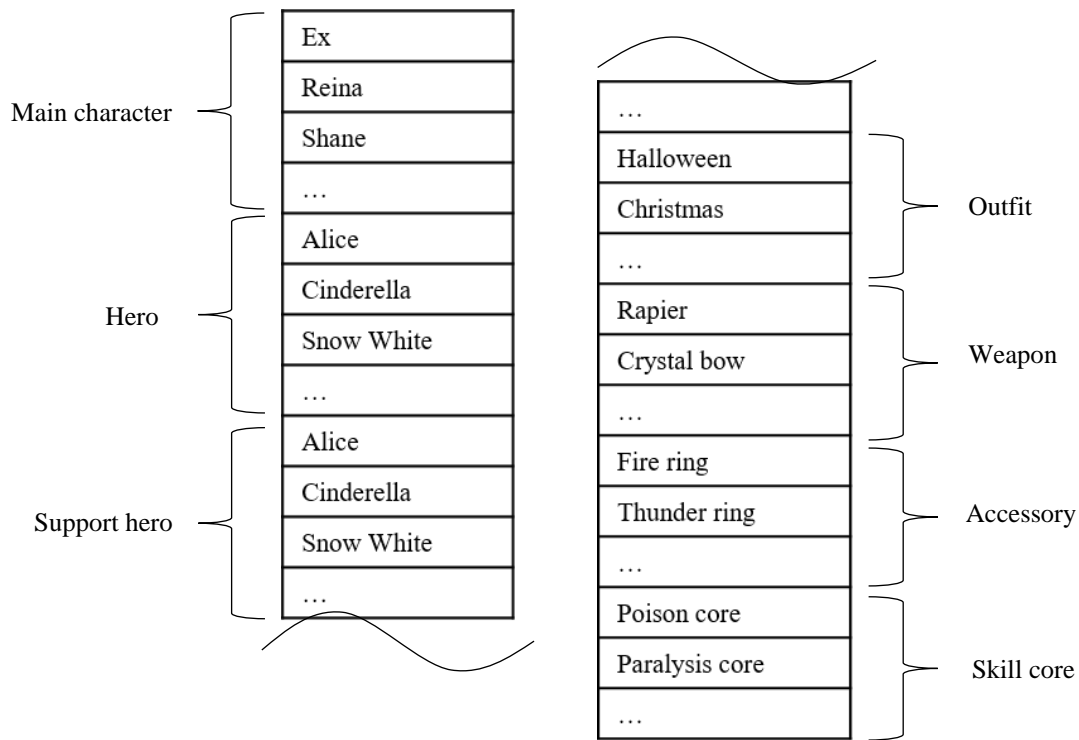 Main character
Ex
Reina
Shane
…
Hero
Alice
Cinderella
Snow White
…
Support hero
Alice
Cinderella
Snow White
…
…
Halloween
Christmas
…
Outfit
Rapier
Crystal bow
…
Weapon
Fire ring
Thunder ring
…
Accessory
Poison core
Paralysis core
…
Skill core